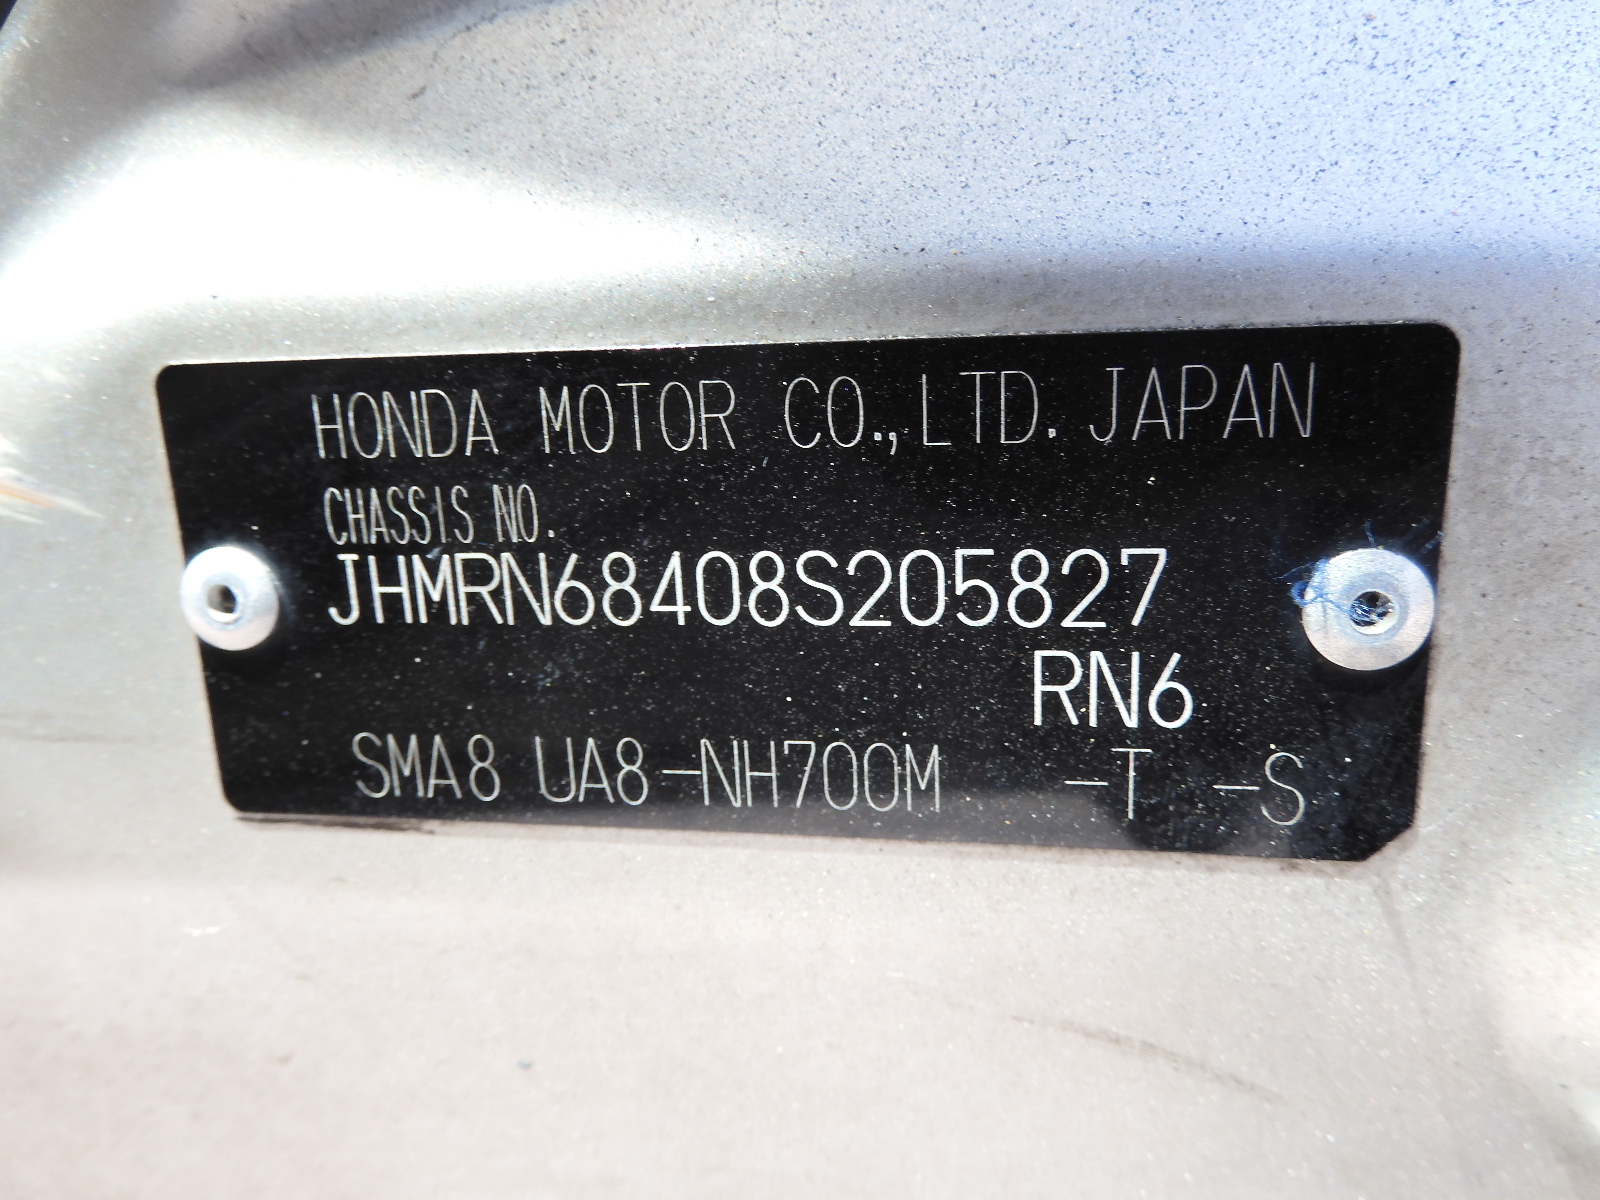 HONDA MOTOR CO.,LTD. JAPAN
CHASSIS NO.
JHMRN68408S205827
RN6
SMA8 UA8-NH700M -T -S